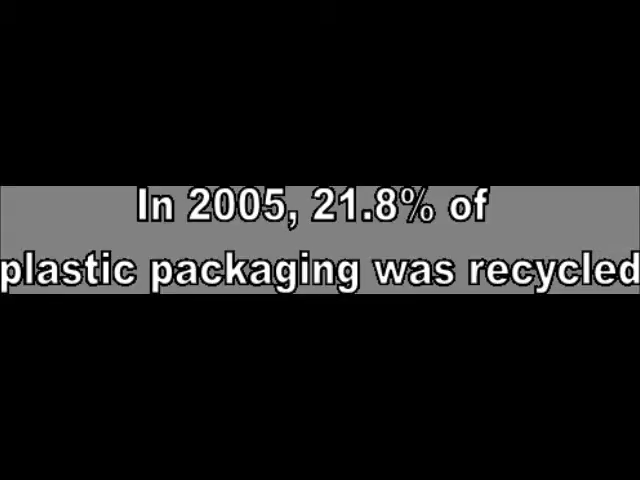 In 2005, 21.8% of
plastic packaging was recycled